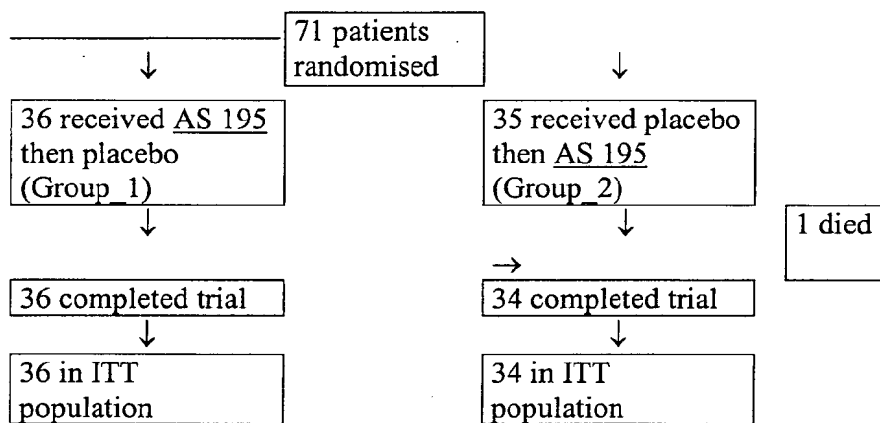 71 patients
randomised
↓
↓
36 received AS 195
then placebo
(Group_1)
35 received placebo
then AS 195
(Group_2)
↓
↓
1 died
→
36 completed trial
34 completed trial
↓
↓
36 in ITT
population
34 in ITT
population